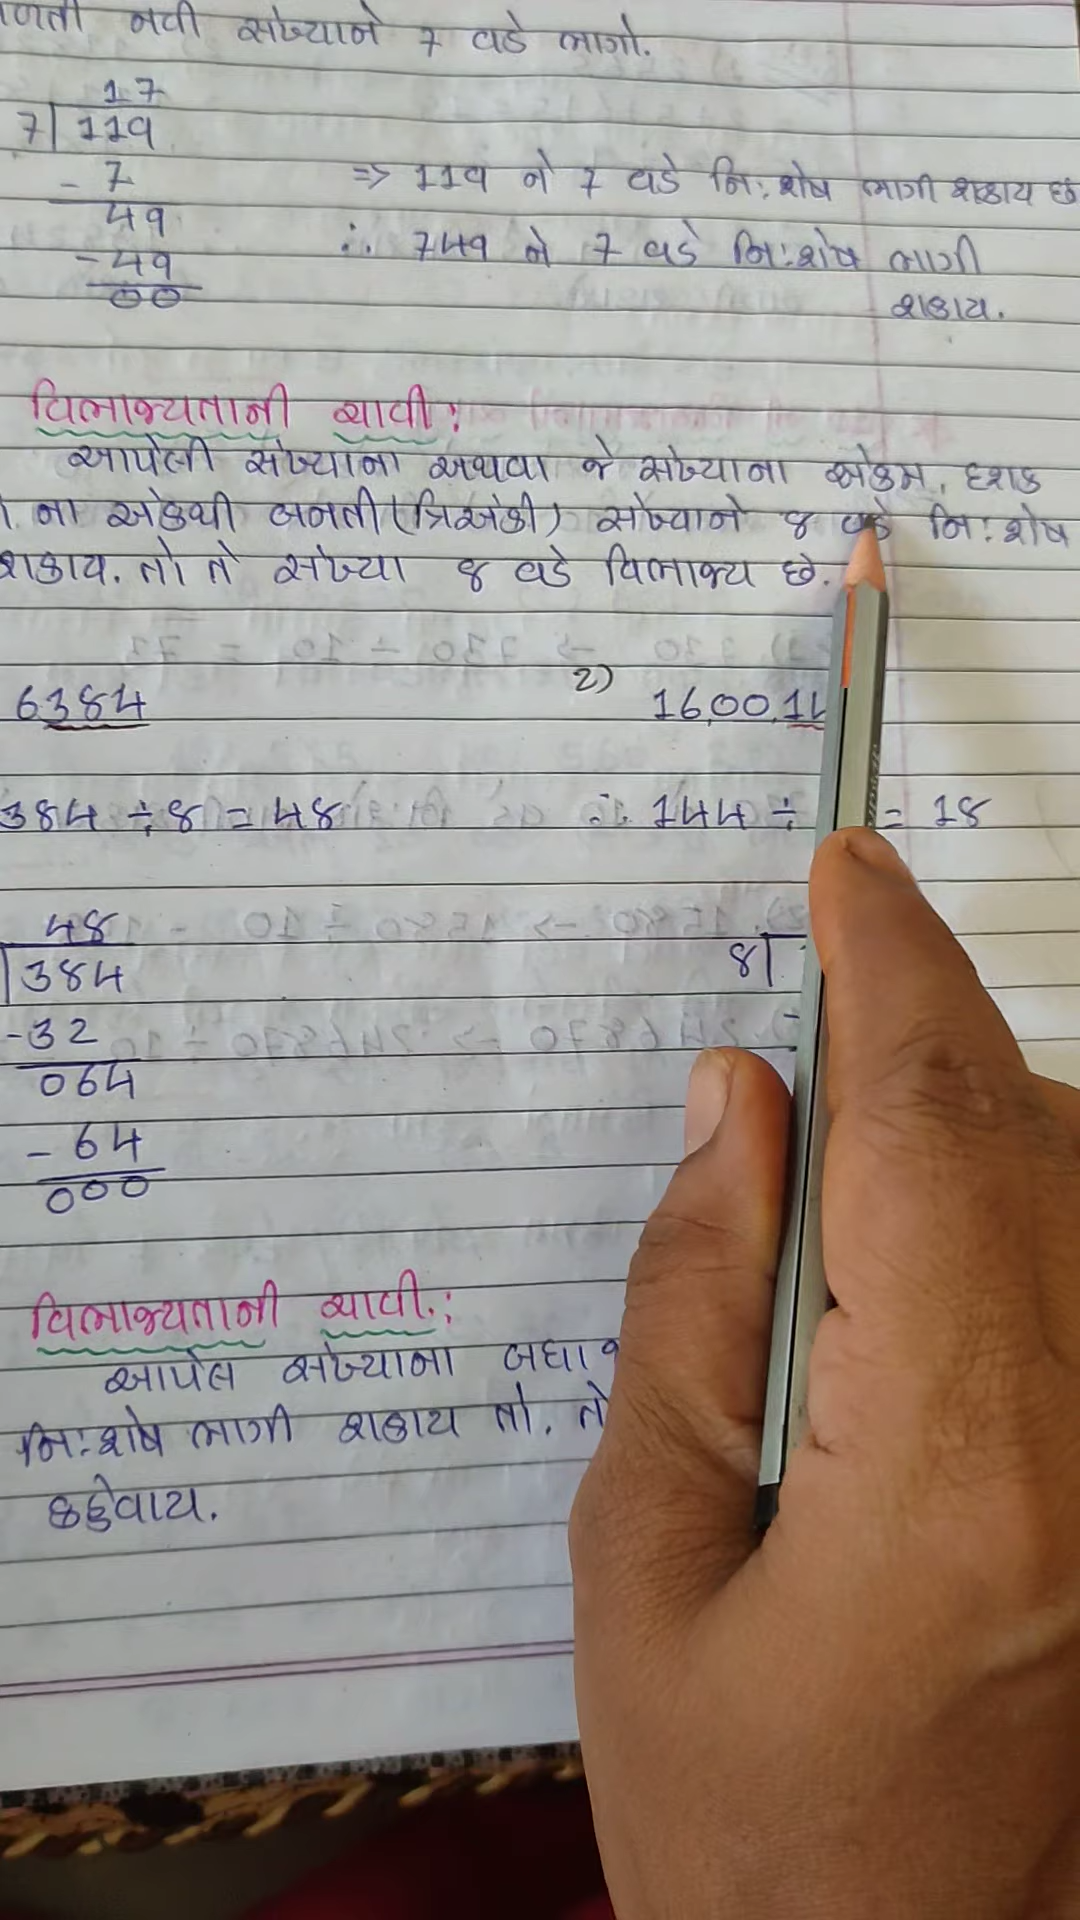 નવી સંખ્યાને 7 વડે ભાગો.
17
7 119
- 7
49
- 49
00
=> 119 ને 7 વડે નિઃશેષ ભાગી શકાય છે
∴ 749 ને 7 વડે નિઃશેષ ભાગી
શકાય.
વિભાજ્યતાની ચાવી :
આપેલી સંખ્યાના અથવા જે સંખ્યાના એકમ, દશક
ના અંકથી બનતી (ત્રિઅંકી) સંખ્યાને 8 વડે નિઃશેષ
શકાય. તો તે સંખ્યા 8 વડે વિભાજ્ય છે.
6384
2) 16,00,14
384 ÷ 8 = 48
∴ 144 ÷ = 18
48
384
- 32
064
- 64
000
8
-
વિભાજ્યતાની ચાવી. :
આપેલ સંખ્યાના બધા
નિઃશેષ ભાગી શકાય તો. તો
કહેવાય.